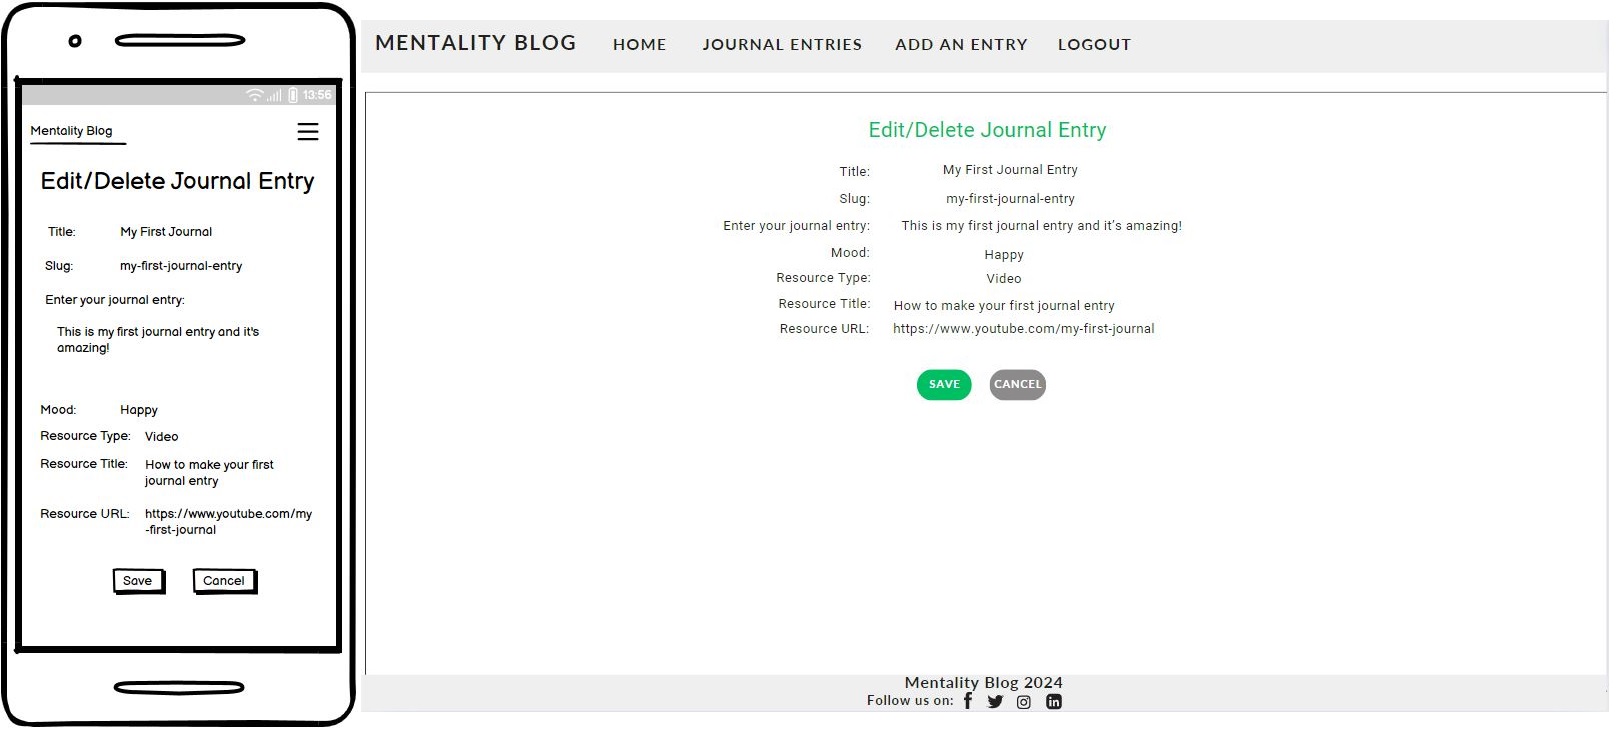 13:56
Mentality Blog
Edit/Delete Journal Entry
Title: My First Journal
Slug: my-first-journal-entry
Enter your journal entry:
This is my first journal entry and it's
amazing!
Mood: Happy
Resource Type: Video
Resource Title: How to make your first
journal entry
Resource URL: https://www.youtube.com/my
-first-journal
Save Cancel
MENTALITY BLOG HOME JOURNAL ENTRIES ADD AN ENTRY LOGOUT
Edit/Delete Journal Entry
Title: My First Journal Entry
Slug: my-first-journal-entry
Enter your journal entry: This is my first journal entry and it’s amazing!
Mood: Happy
Resource Type: Video
Resource Title: How to make your first journal entry
Resource URL: https://www.youtube.com/my-first-journal
SAVE CANCEL
Mentality Blog 2024
Follow us on: